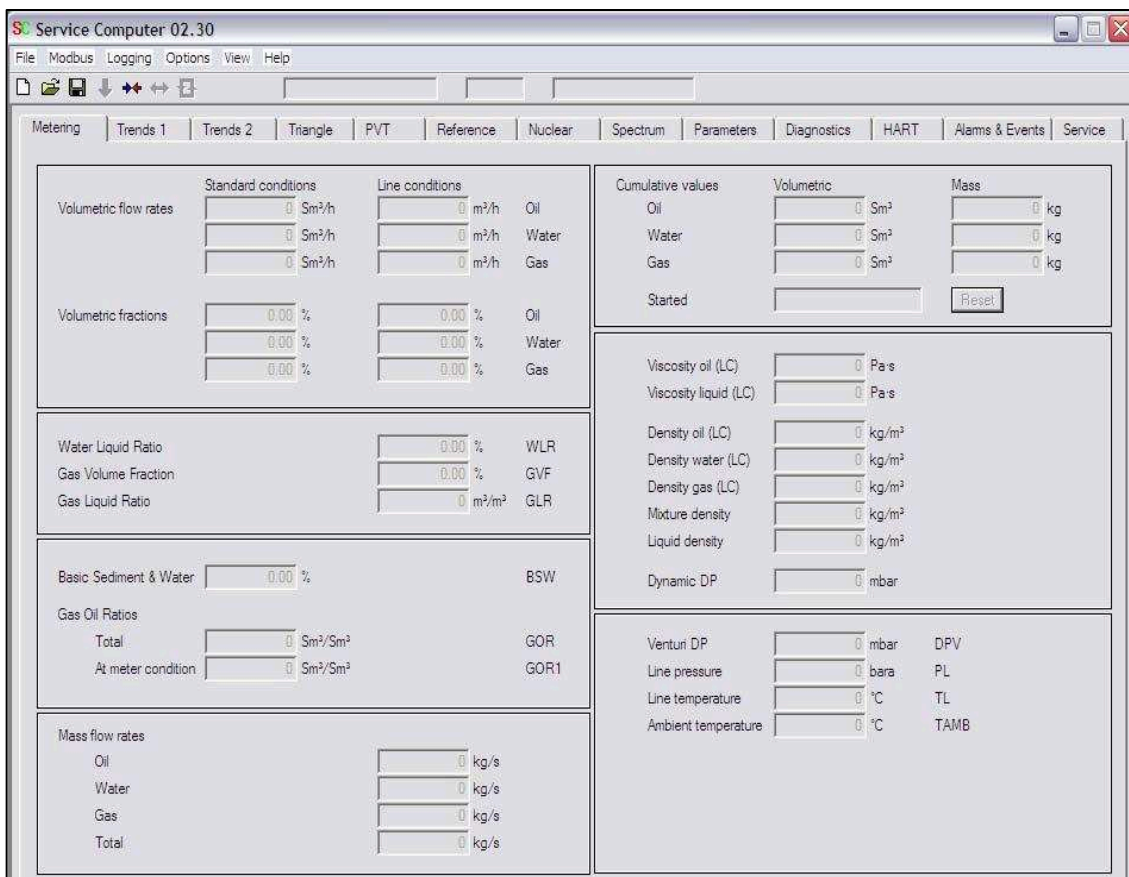 SC Service Computer 02.30
File Modbus Logging Options View Help
Metering Trends 1 Trends 2 Triangle PVT Reference Nuclear Spectrum Parameters Diagnostics HART Alarms & Events Service
Standard conditions Line conditions
Volumetric flow rates 0 Sm³/h 0 m³/h Oil
0 Sm³/h 0 m³/h Water
0 Sm³/h 0 m³/h Gas
Volumetric fractions 0.00 % 0.00 % Oil
0.00 % 0.00 % Water
0.00 % 0.00 % Gas
Water Liquid Ratio 0.00 % WLR
Gas Volume Fraction 0.00 % GVF
Gas Liquid Ratio 0 m³/m³ GLR
Basic Sediment & Water 0.00 % BSW
Gas Oil Ratios
Total 0 Sm³/Sm³ GOR
At meter condition 0 Sm³/Sm³ GOR1
Mass flow rates
Oil 0 kg/s
Water 0 kg/s
Gas 0 kg/s
Total 0 kg/s
Cumulative values Volumetric Mass
Oil 0 Sm³ 0 kg
Water 0 Sm³ 0 kg
Gas 0 Sm³ 0 kg
Started Reset
Viscosity oil (LC) 0 Pa·s
Viscosity liquid (LC) 0 Pa·s
Density oil (LC) 0 kg/m³
Density water (LC) 0 kg/m³
Density gas (LC) 0 kg/m³
Mixture density 0 kg/m³
Liquid density 0 kg/m³
Dynamic DP 0 mbar
Venturi DP 0 mbar DPV
Line pressure 0 bara PL
Line temperature 0 °C TL
Ambient temperature 0 °C TAMB